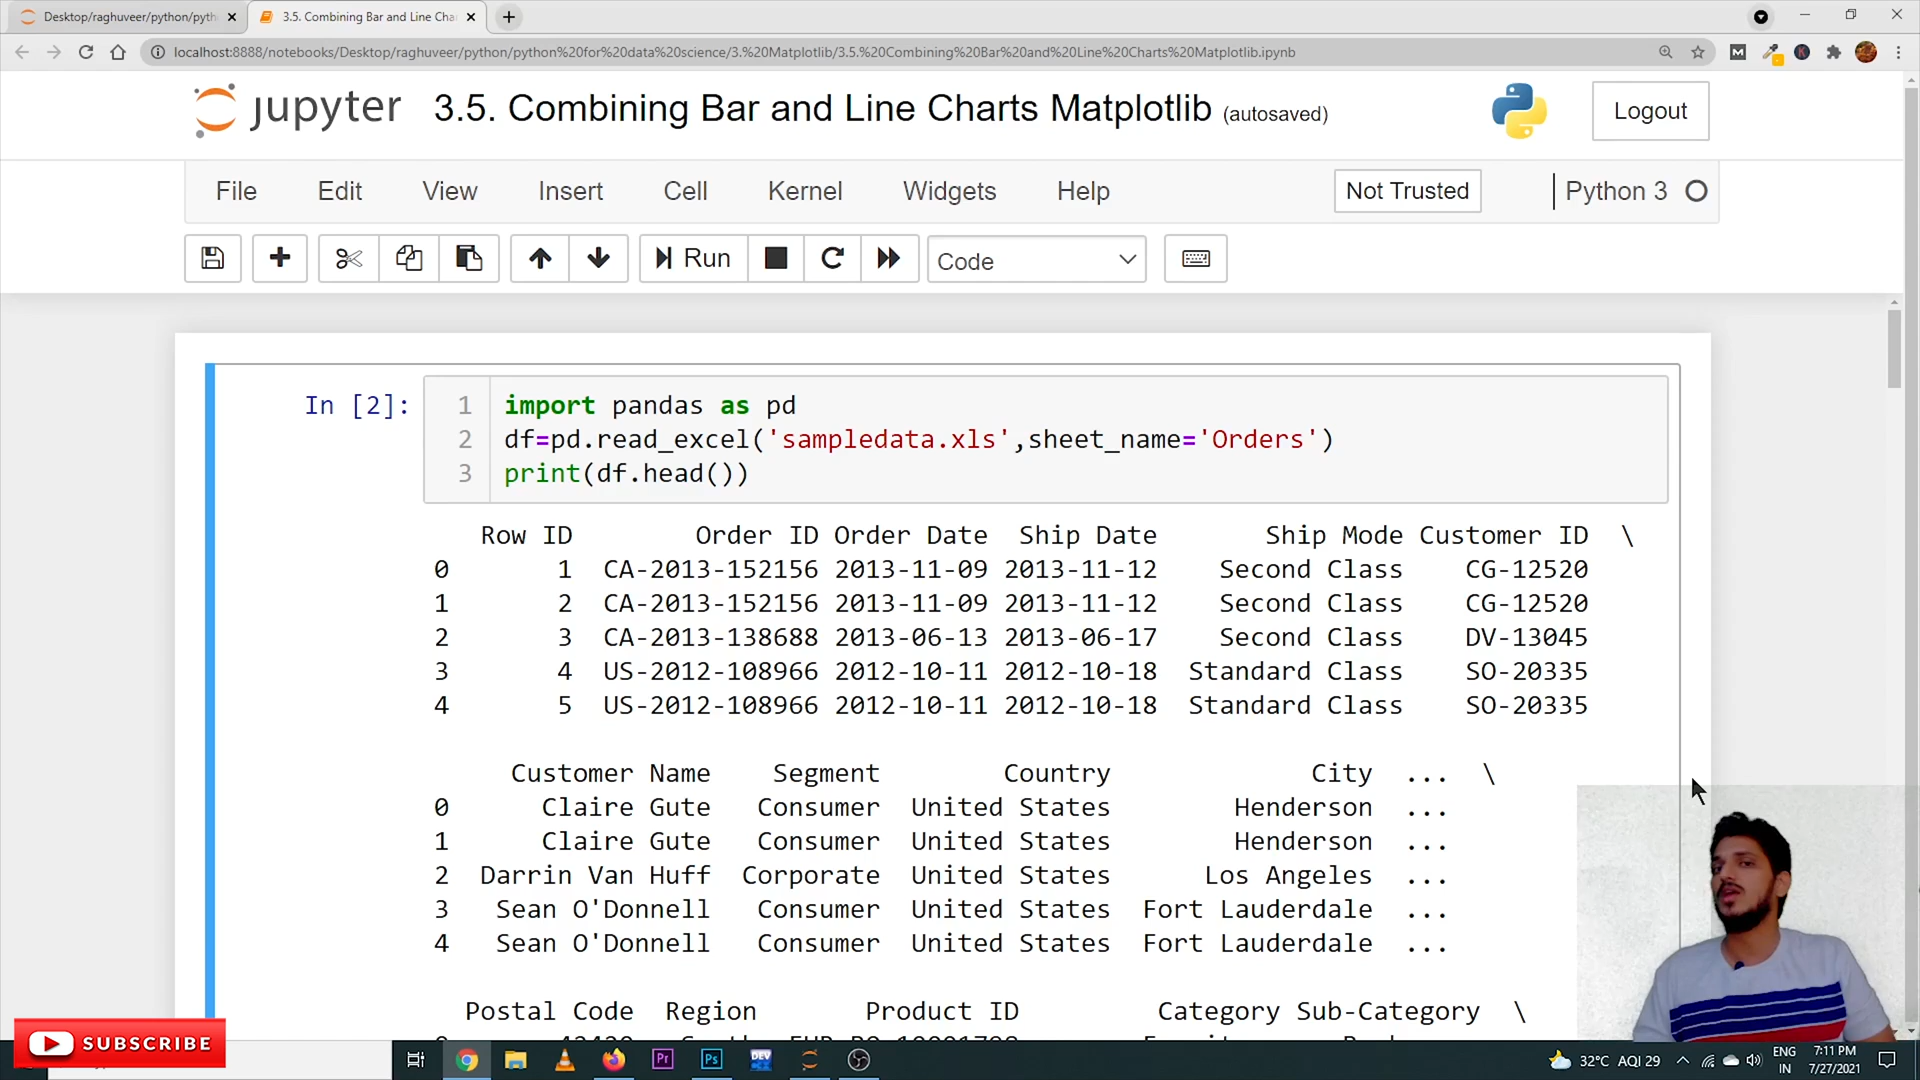 Desktop/raghuveer/python/pyth
3.5. Combining Bar and Line Cha
localhost:8888/notebooks/Desktop/raghuveer/python/python%20for%20data%20science/3.%20Matplotlib/3.5.%20Combining%20Bar%20and%20Line%20Charts%20Matplotlib.ipynb
jupyter 3.5. Combining Bar and Line Charts Matplotlib (autosaved) Logout
File Edit View Insert Cell Kernel Widgets Help Not Trusted Python 3
Run Code
In [2]:
1 import pandas as pd
2 df=pd.read_excel('sampledata.xls',sheet_name='Orders')
3 print(df.head())
Row ID Order ID Order Date Ship Date Ship Mode Customer ID \
0 1 CA-2013-152156 2013-11-09 2013-11-12 Second Class CG-12520
1 2 CA-2013-152156 2013-11-09 2013-11-12 Second Class CG-12520
2 3 CA-2013-138688 2013-06-13 2013-06-17 Second Class DV-13045
3 4 US-2012-108966 2012-10-11 2012-10-18 Standard Class SO-20335
4 5 US-2012-108966 2012-10-11 2012-10-18 Standard Class SO-20335
Customer Name Segment Country City ... \
0 Claire Gute Consumer United States Henderson ...
1 Claire Gute Consumer United States Henderson ...
2 Darrin Van Huff Corporate United States Los Angeles ...
3 Sean O'Donnell Consumer United States Fort Lauderdale ...
4 Sean O'Donnell Consumer United States Fort Lauderdale ...
Postal Code Region Product ID Category Sub-Category \
SUBSCRIBE
Pr Ps DEV
32°C AQI 29
ENG
IN
7:11 PM
7/27/2021